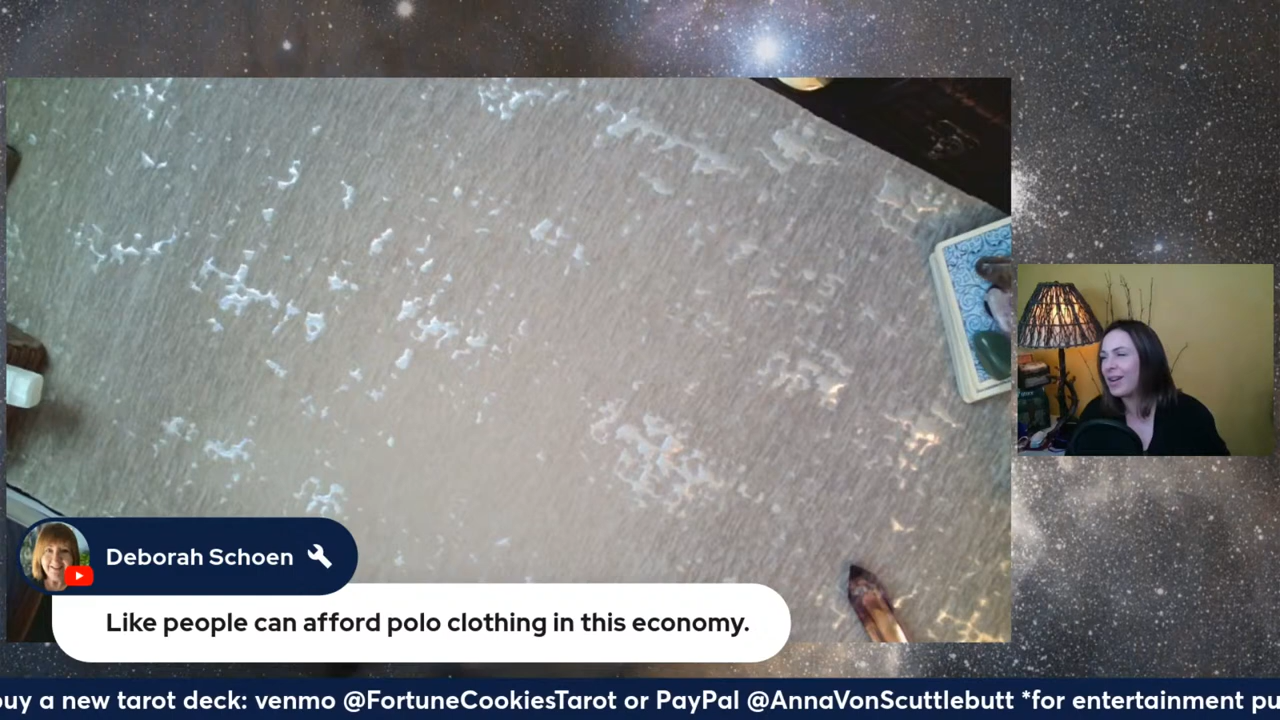 Deborah Schoen
Like people can afford polo clothing in this economy.
buy a new tarot deck: venmo @FortuneCookiesTarot or PayPal @AnnaVonScuttlebutt *for entertainment pu